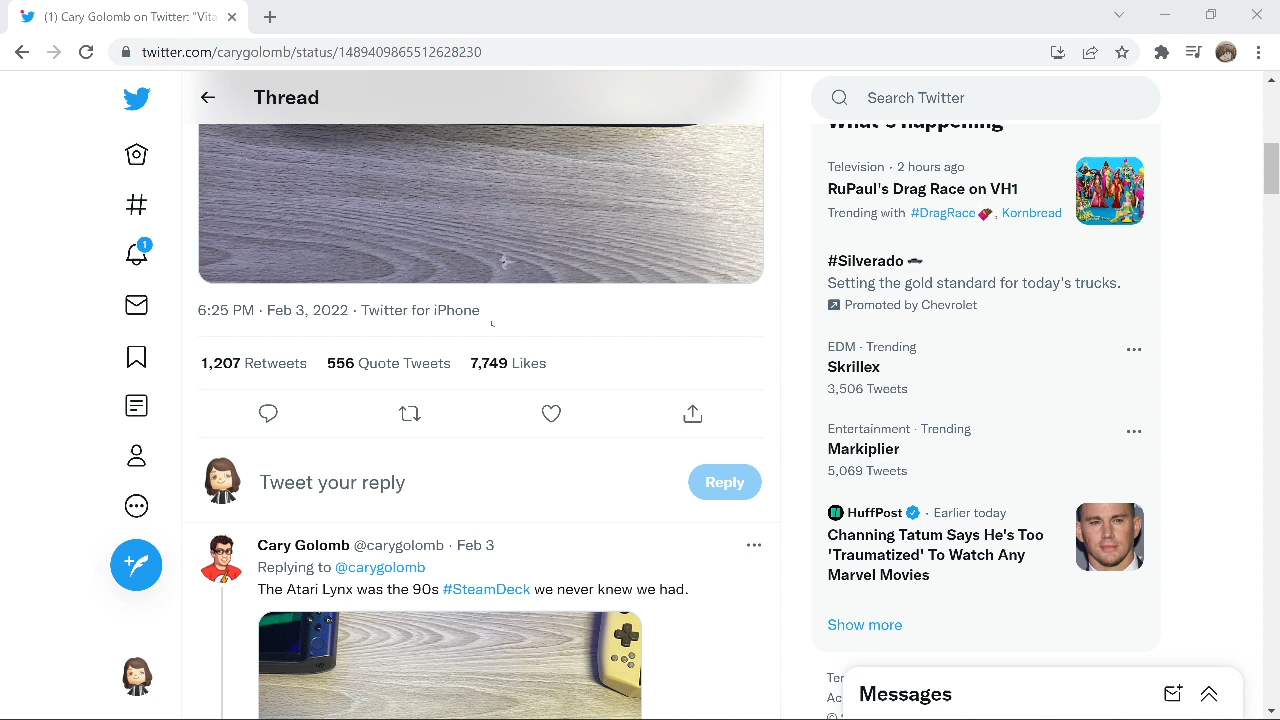 (1) Cary Golomb on Twitter: "Vita
twitter.com/carygolomb/status/1489409865512628230
Thread
6:25 PM · Feb 3, 2022 · Twitter for iPhone
1,207 Retweets 556 Quote Tweets 7,749 Likes
Tweet your reply
Reply
Cary Golomb @carygolomb · Feb 3
Replying to @carygolomb
The Atari Lynx was the 90s #SteamDeck we never knew we had.
1
Search Twitter
What's happening
Television · 2 hours ago
RuPaul's Drag Race on VH1
Trending with #DragRace, Kornbread
#Silverado
Setting the gold standard for today's trucks.
Promoted by Chevrolet
EDM · Trending
Skrillex
3,506 Tweets
Entertainment · Trending
Markiplier
5,069 Tweets
HuffPost · Earlier today
Channing Tatum Says He's Too
'Traumatized' To Watch Any
Marvel Movies
Show more
Messages